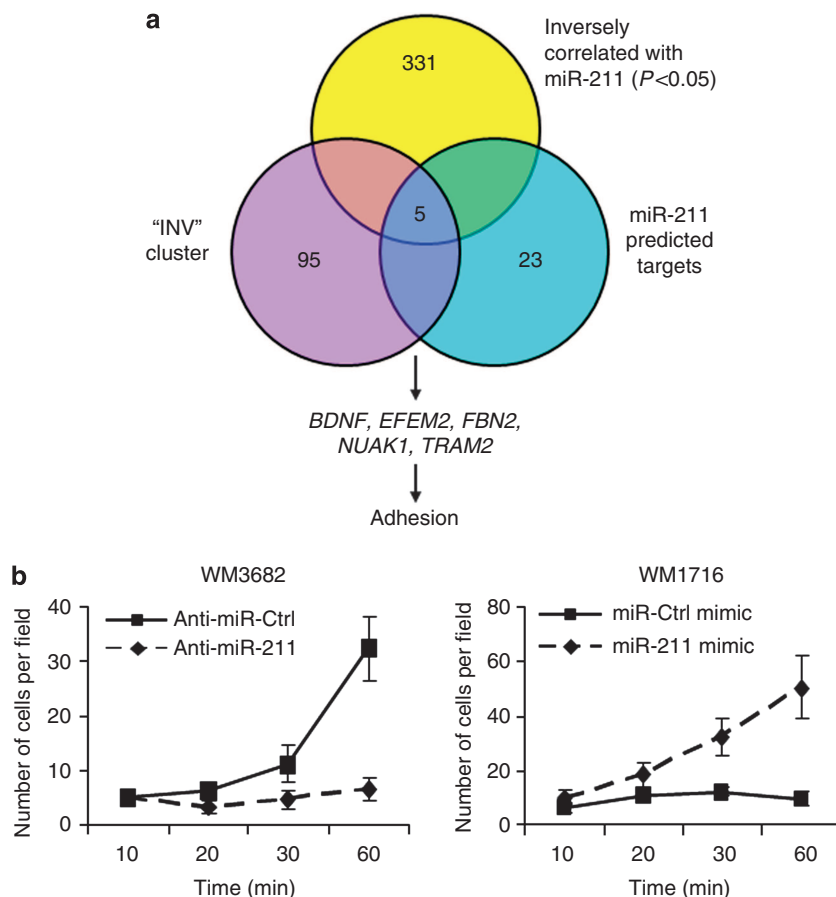 a
Inversely
correlated with
miR-211 (P<0.05)
331
"INV"
cluster
5
95
23
miR-211
predicted
targets
BDNF, EFEM2, FBN2,
NUAK1, TRAM2
Adhesion
b
WM3682
Number of cells per field
40
30
20
10
0
Anti-miR-Ctrl
Anti-miR-211
10 20 30 60
Time (min)
WM1716
Number of cells per field
80
60
40
20
0
miR-Ctrl mimic
miR-211 mimic
10 20 30 60
Time (min)